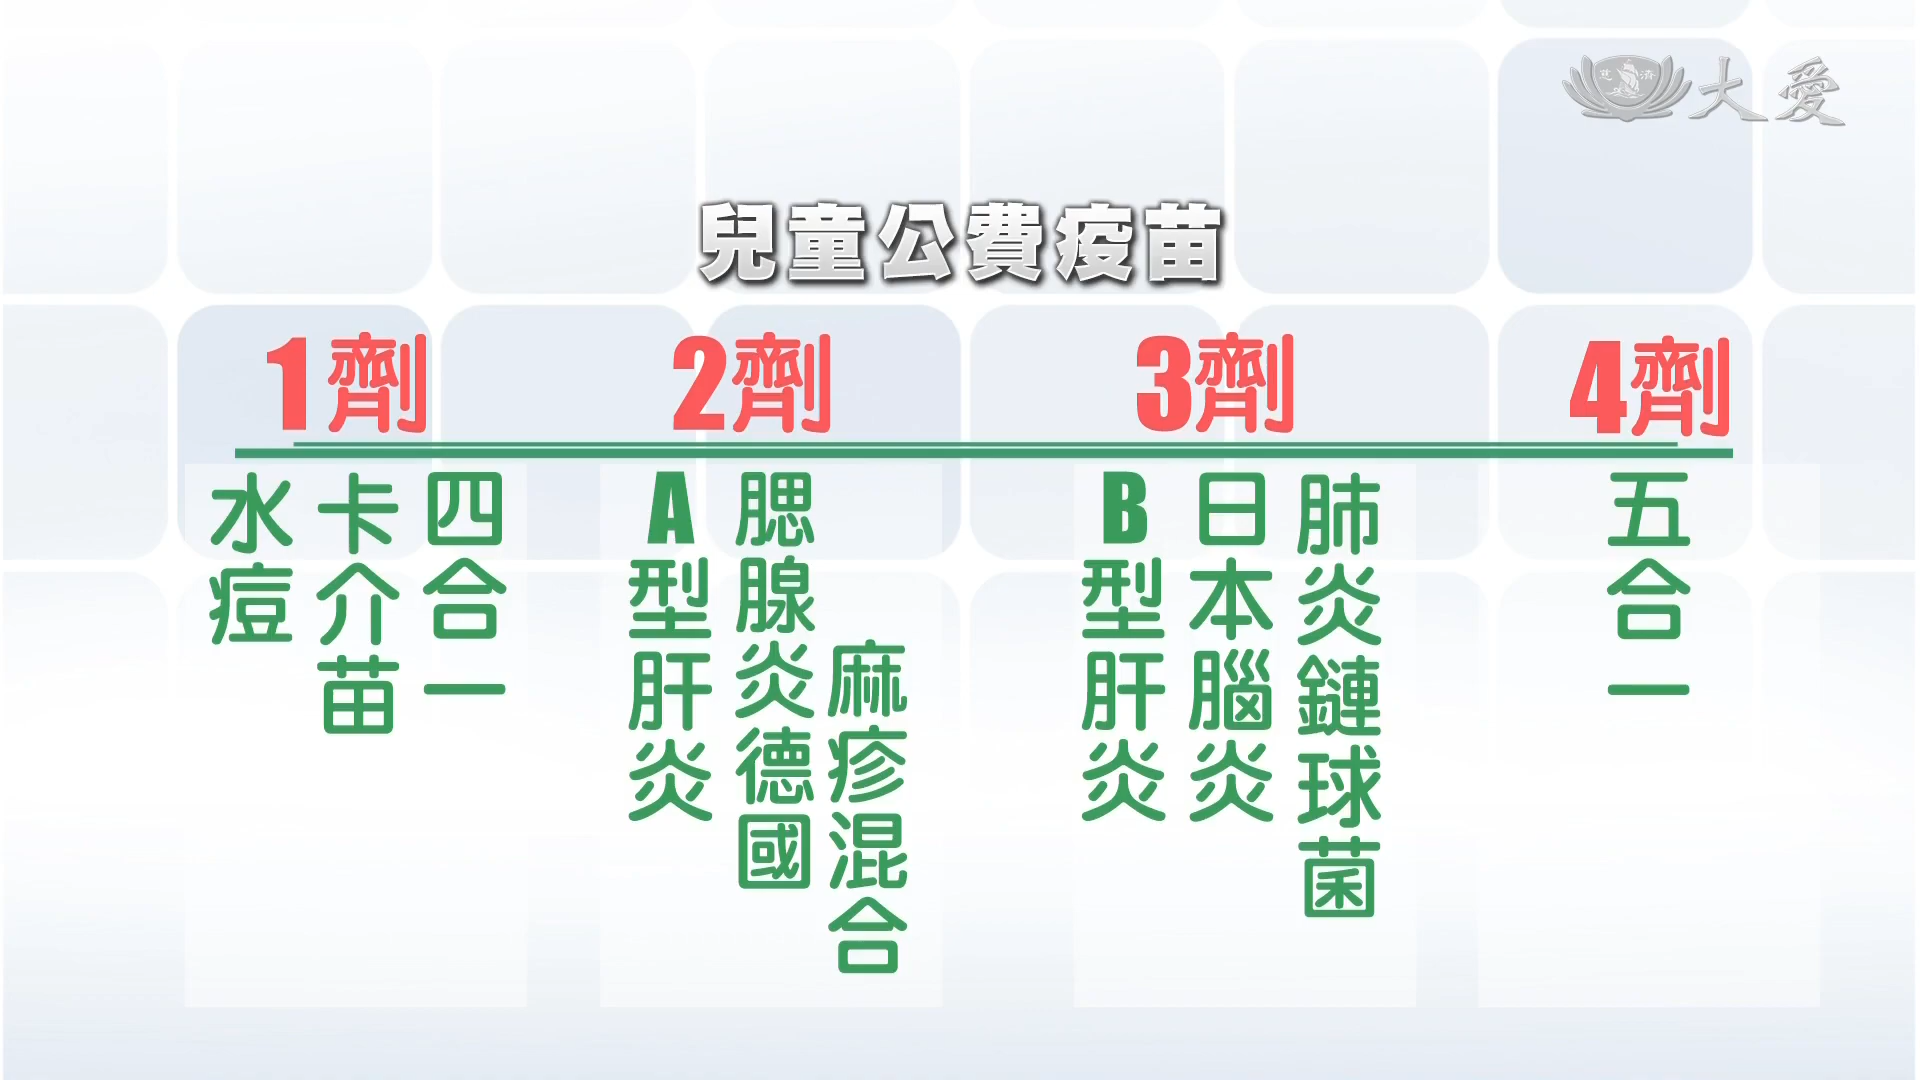 慈濟
大愛
兒童公費疫苗
1劑
水痘
卡介苗
四合一
2劑
A型肝炎
麻疹混合
腮腺炎德國
3劑
B型肝炎
日本腦炎
肺炎鏈球菌
4劑
五合一